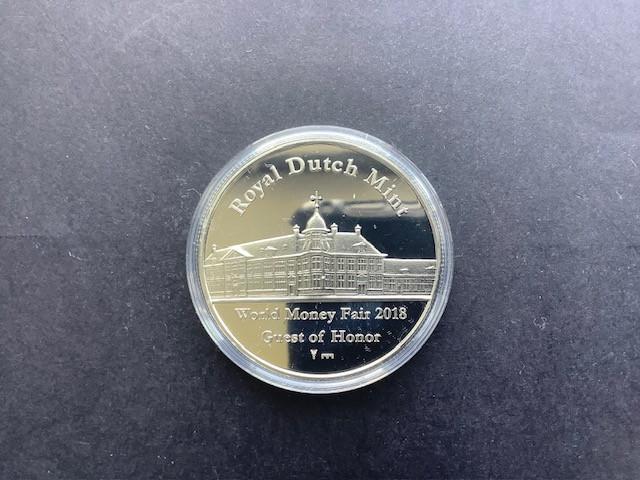 Royal Dutch Mint
World Money Fair 2018
Guest of Honor